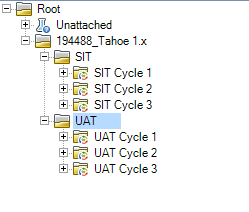 Root
Unattached
194488_Tahoe 1.x
SIT
SIT Cycle 1
SIT Cycle 2
SIT Cycle 3
UAT
UAT Cycle 1
UAT Cycle 2
UAT Cycle 3